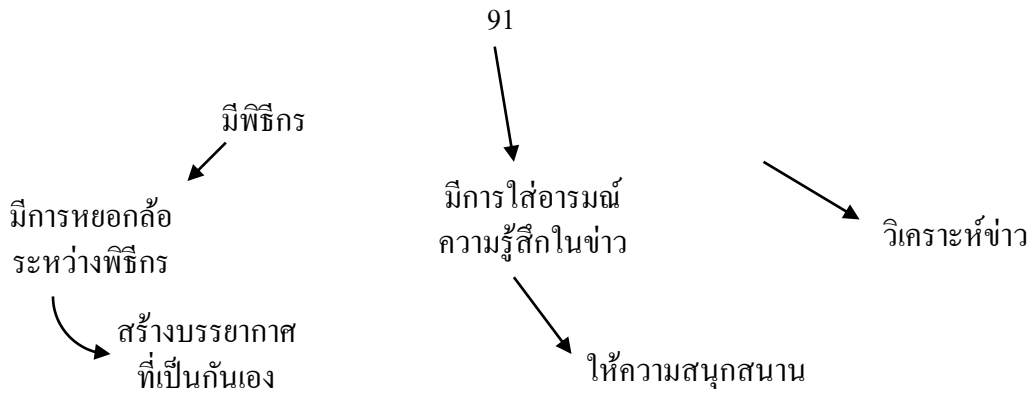 91
มีพิธีกร
มีการหยอกล้อ
ระหว่างพิธีกร
สร้างบรรยากาศ
ที่เป็นกันเอง
มีการใส่อารมณ์
ความรู้สึกในข่าว
ให้ความสนุกสนาน
วิเคราะห์ข่าว